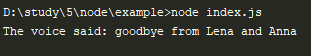 D:\study\5\node\example>node index.js
The voice said: goodbye from Lena and Anna